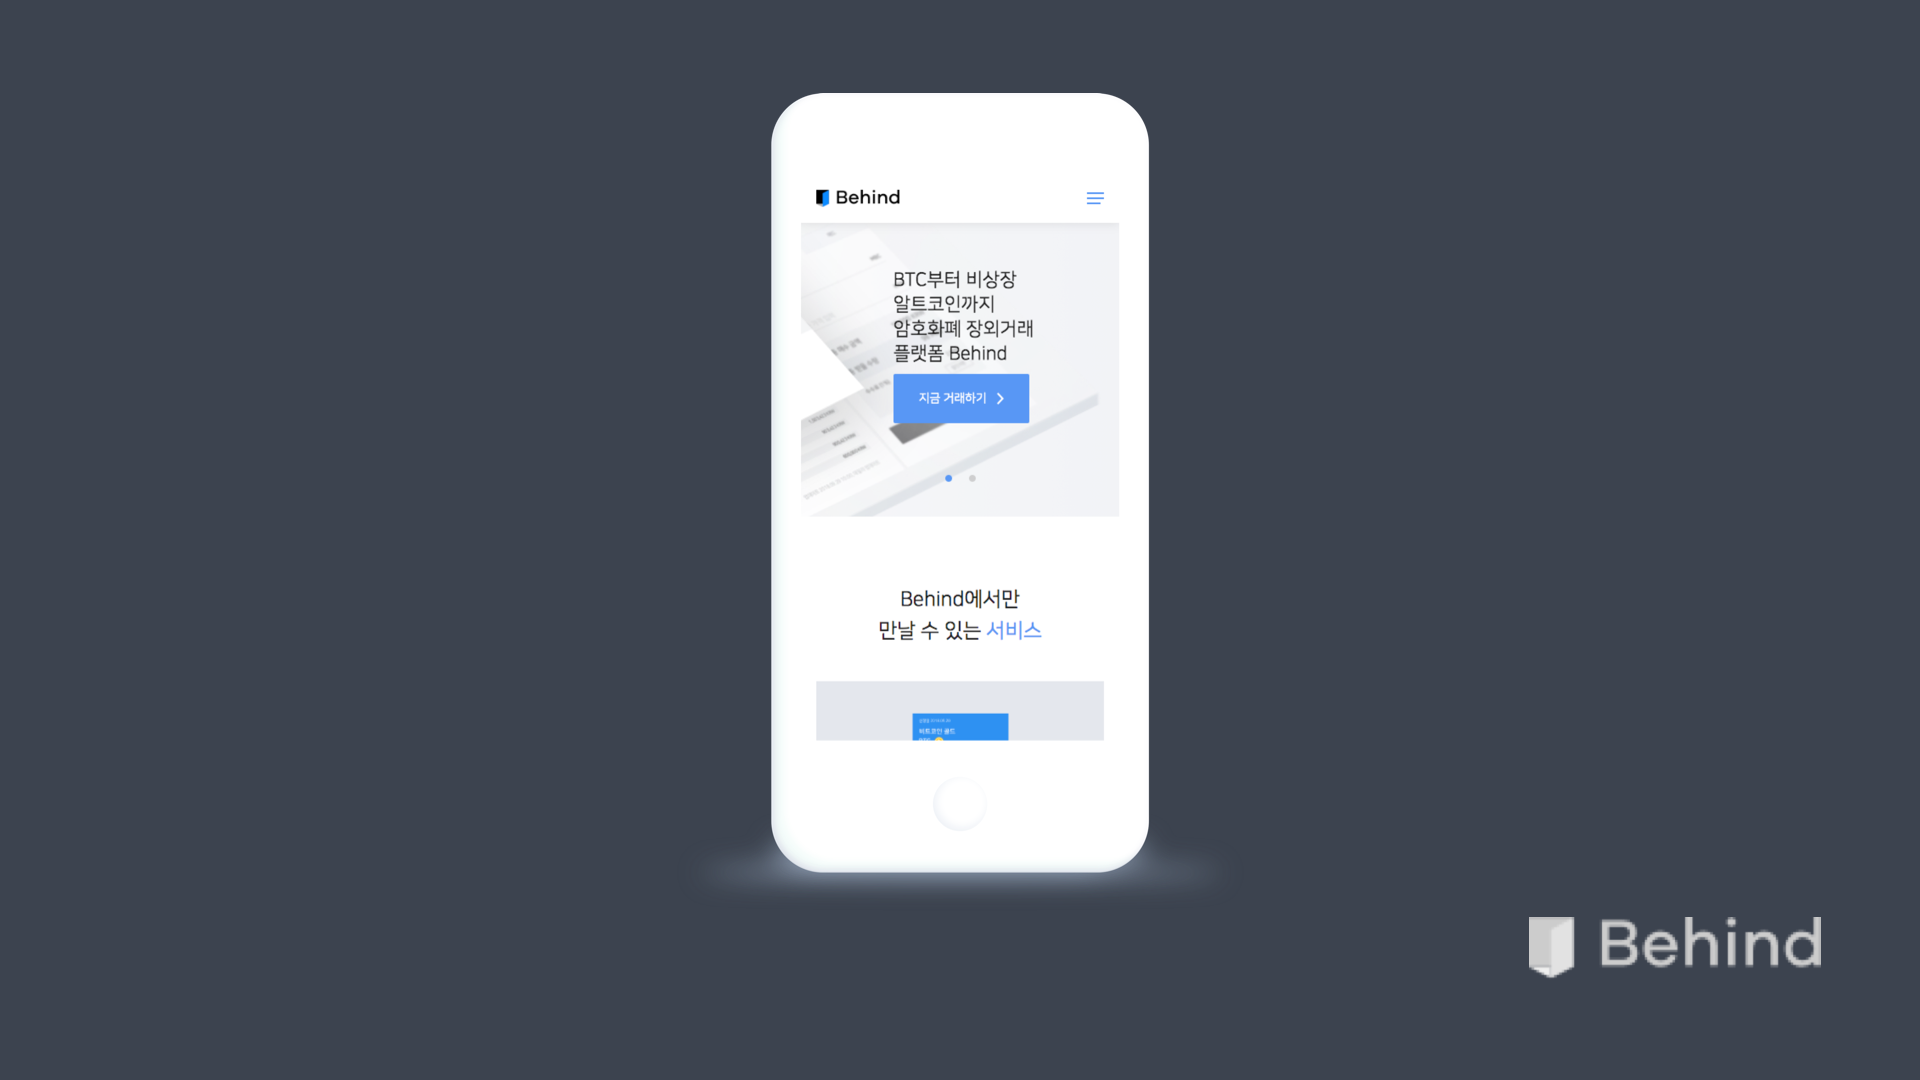 Behind
BTC부터 비상장
알트코인까지
암호화폐 장외거래
플랫폼 Behind
지금 거래하기
Behind에서만
만날 수 있는 서비스
비트코인 골드
Behind